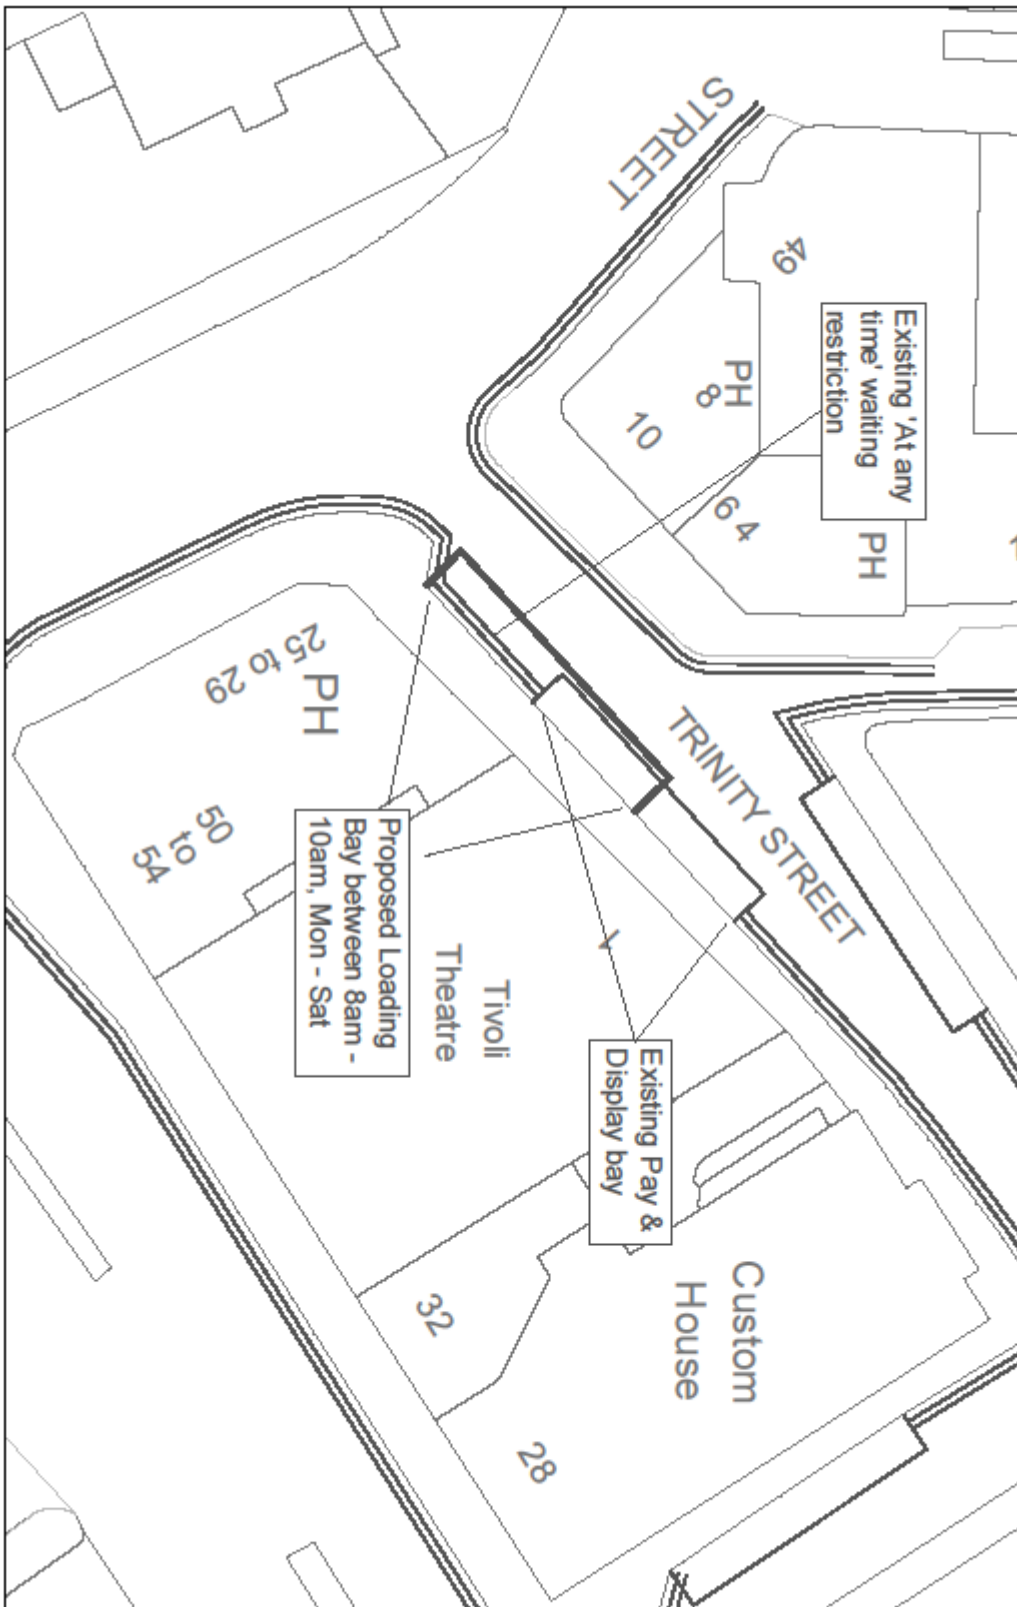 STREET
49
Existing 'At any
time' waiting
restriction
PH
8
10
6 4
PH
TRINITY STREET
25 to 29
PH
50
to
54
Proposed Loading
Bay between 8am -
10am, Mon - Sat
Tivoli
Theatre
1
Existing Pay &
Display bay
Custom
House
32
28